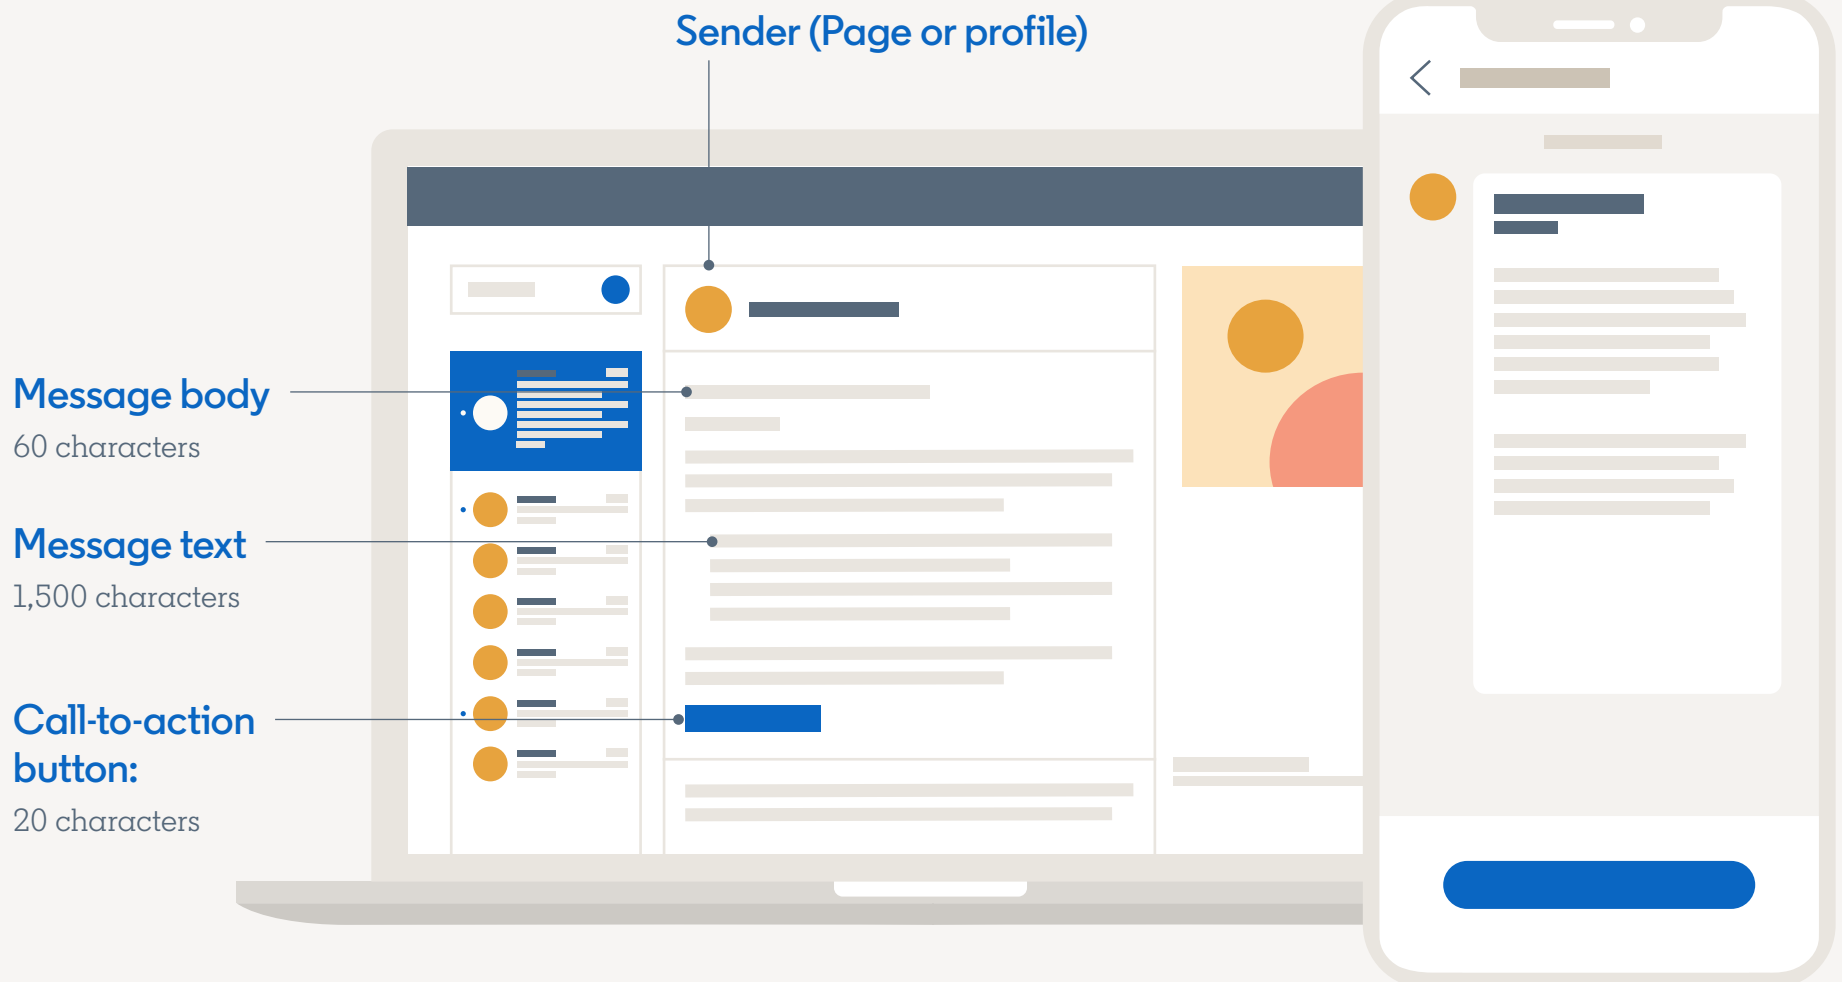 Sender (Page or profile)
Message body
60 characters
Message text
1,500 characters
Call-to-action
button:
20 characters